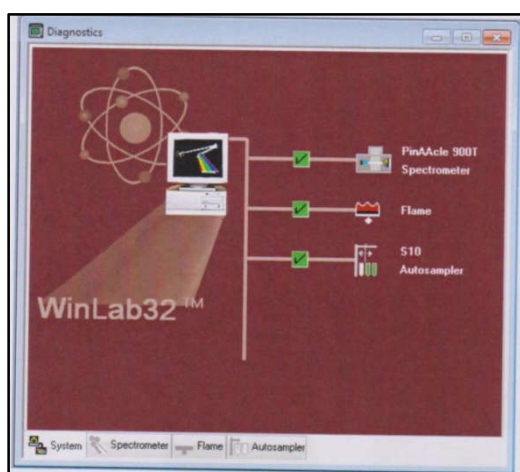 Diagnostics
PinAAcle 900T
Spectrometer
Flame
S10
Autosampler
WinLab32™
System
Spectrometer
Flame
Autosampler